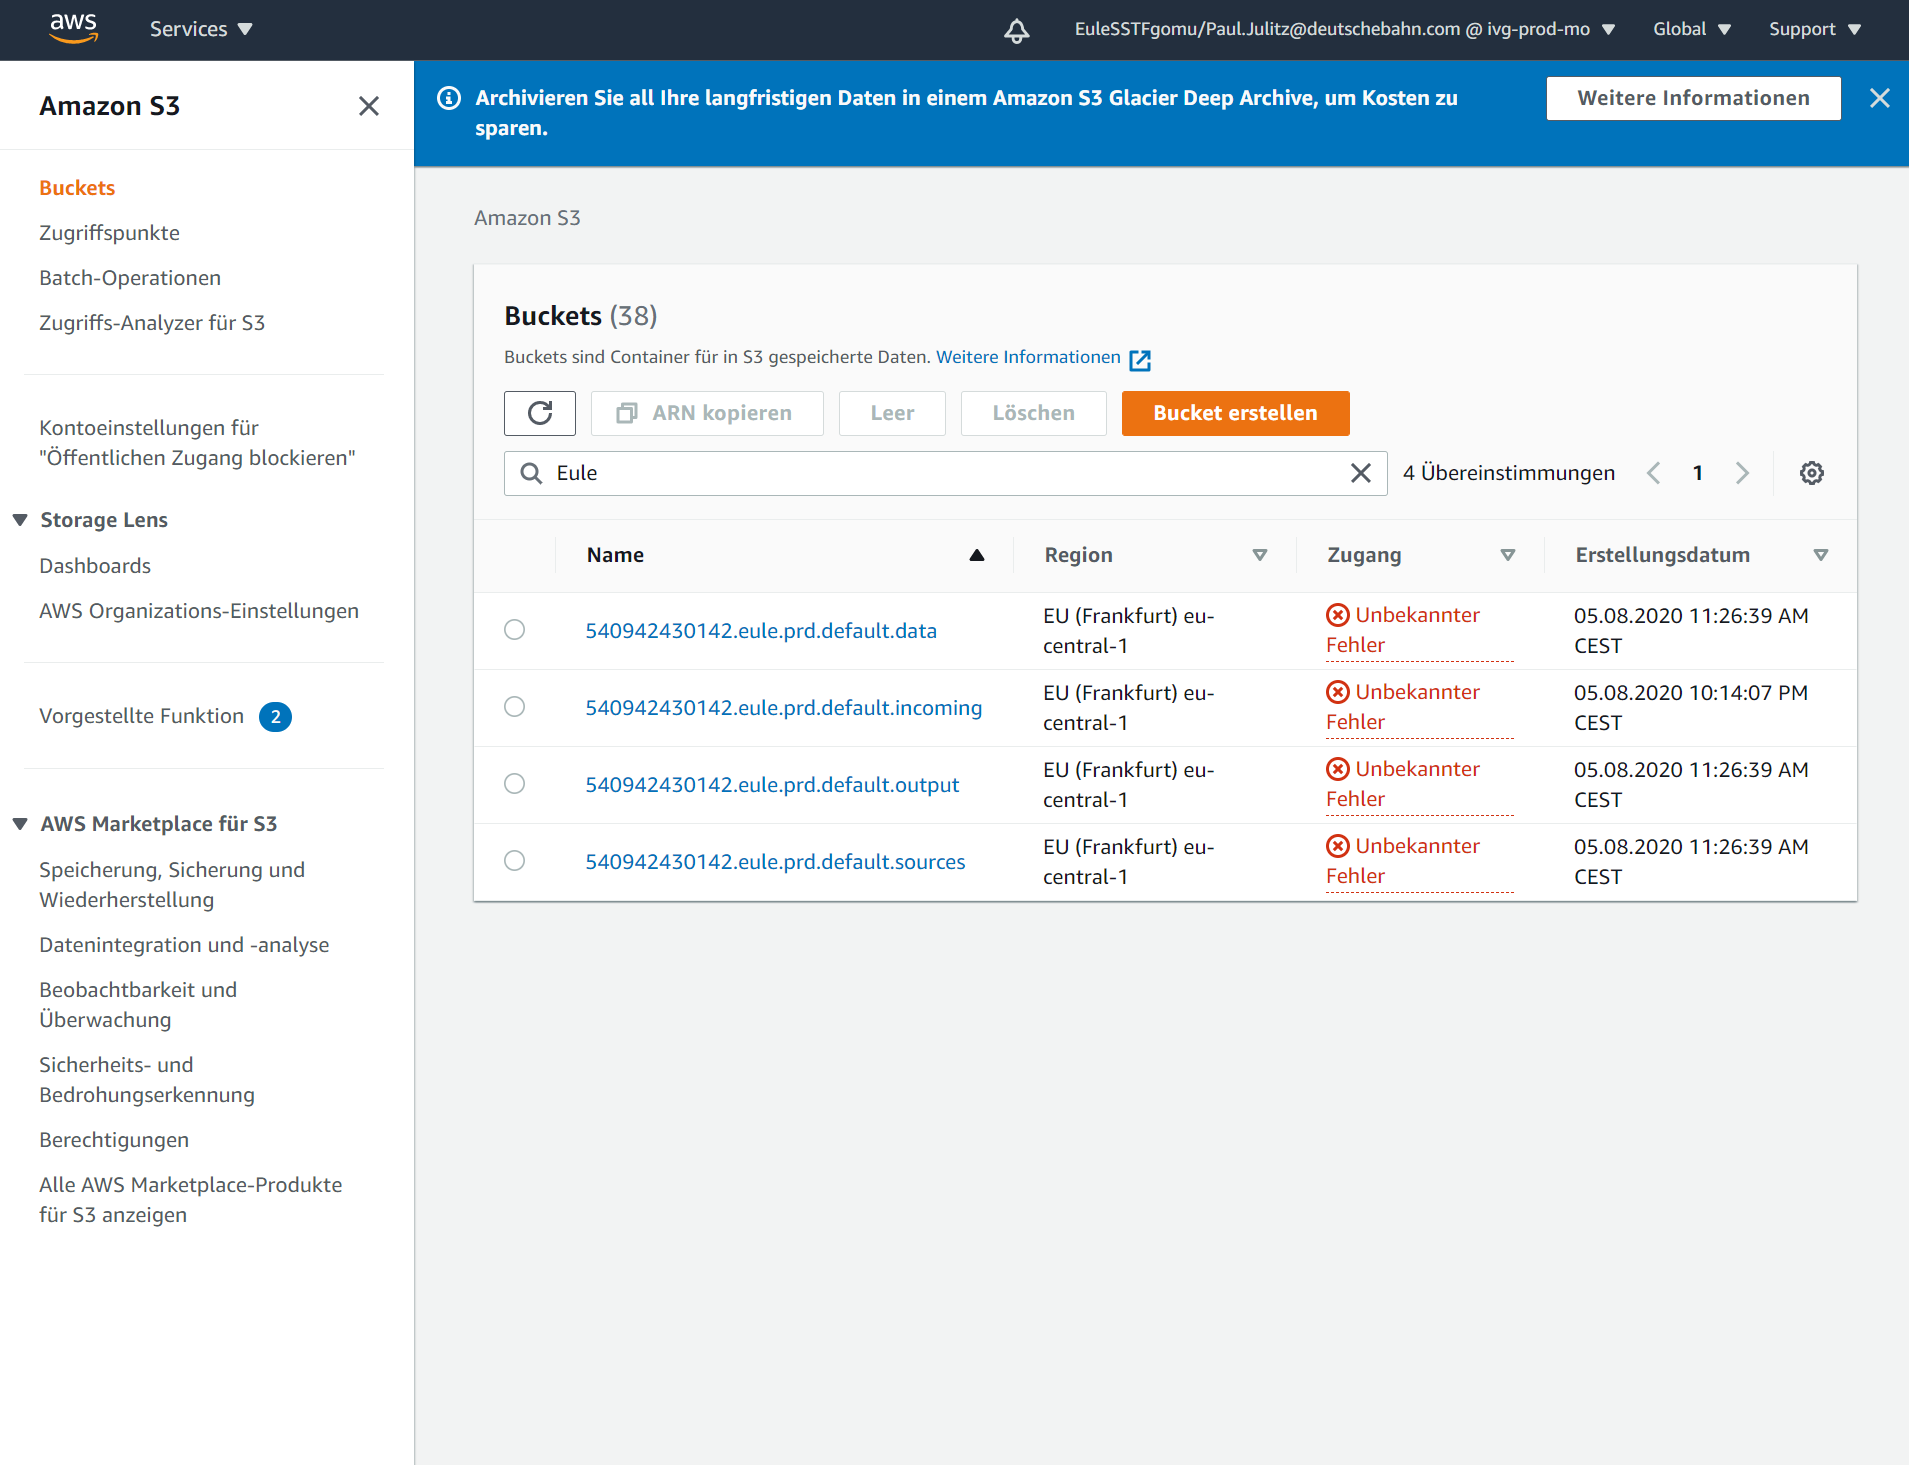 aws
Services
EuleSSTFgomu/Paul.Julitz@deutschebahn.com @ ivg-prod-mo
Global
Support
Amazon S3
Buckets
Zugriffspunkte
Batch-Operationen
Zugriffs-Analyzer für S3
Kontoeinstellungen für
"Öffentlichen Zugang blockieren"
Storage Lens
Dashboards
AWS Organizations-Einstellungen
Vorgestellte Funktion 2
AWS Marketplace für S3
Speicherung, Sicherung und
Wiederherstellung
Datenintegration und -analyse
Beobachtbarkeit und
Überwachung
Sicherheits- und
Bedrohungserkennung
Berechtigungen
Alle AWS Marketplace-Produkte
für S3 anzeigen
Archivieren Sie all Ihre langfristigen Daten in einem Amazon S3 Glacier Deep Archive, um Kosten zu
sparen.
Weitere Informationen
Amazon S3
Buckets (38)
Buckets sind Container für in S3 gespeicherte Daten. Weitere Informationen
ARN kopieren
Leer
Löschen
Bucket erstellen
Eule
4 Übereinstimmungen
1
Name
Region
Zugang
Erstellungsdatum
540942430142.eule.prd.default.data
EU (Frankfurt) eu-
central-1
Unbekannter
Fehler
05.08.2020 11:26:39 AM
CEST
540942430142.eule.prd.default.incoming
EU (Frankfurt) eu-
central-1
Unbekannter
Fehler
05.08.2020 10:14:07 PM
CEST
540942430142.eule.prd.default.output
EU (Frankfurt) eu-
central-1
Unbekannter
Fehler
05.08.2020 11:26:39 AM
CEST
540942430142.eule.prd.default.sources
EU (Frankfurt) eu-
central-1
Unbekannter
Fehler
05.08.2020 11:26:39 AM
CEST